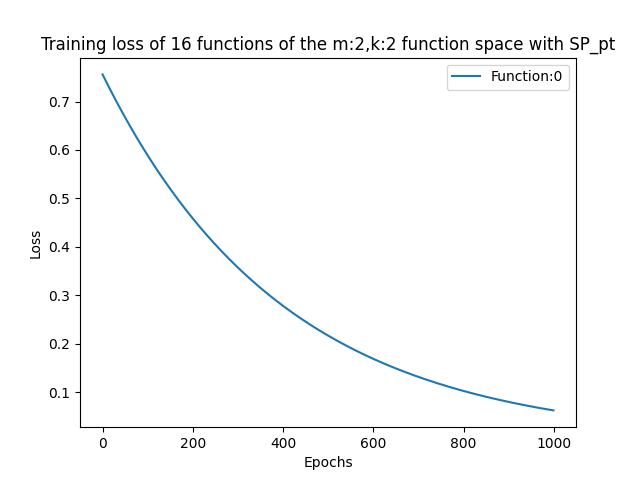 Training loss of 16 functions of the m:2,k:2 function space with SP_pt
Function:0
Loss
0.7
0.6
0.5
0.4
0.3
0.2
0.1
0 200 400 600 800 1000
Epochs